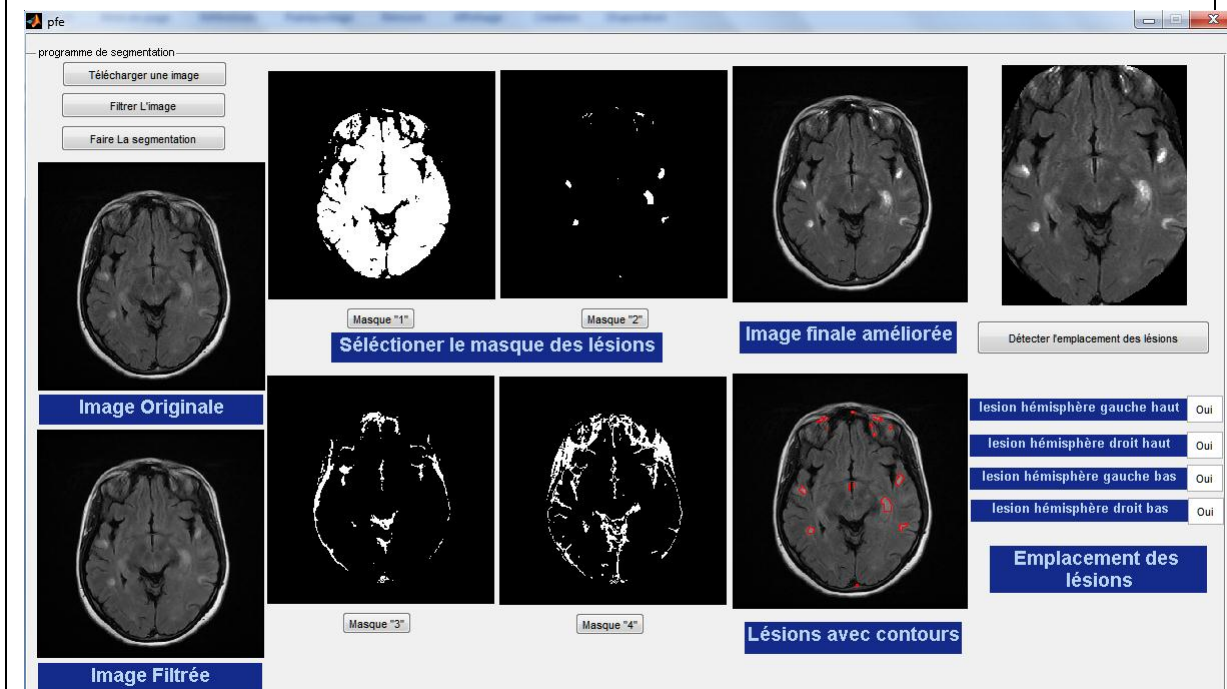 pfe
programme de segmentation
Télécharger une image
Filtrer L'image
Faire La segmentation
Masque "1"
Masque "2"
Séléctioner le masque des lésions
Image finale améliorée
Détecter l'emplacement des lésions
Image Originale
lesion hémisphère gauche haut Oui
lesion hémisphère droit haut Oui
lesion hémisphère gauche bas Oui
lesion hémisphère droit bas Oui
Emplacement des
lésions
Masque "3"
Masque "4"
Lésions avec contours
Image Filtrée